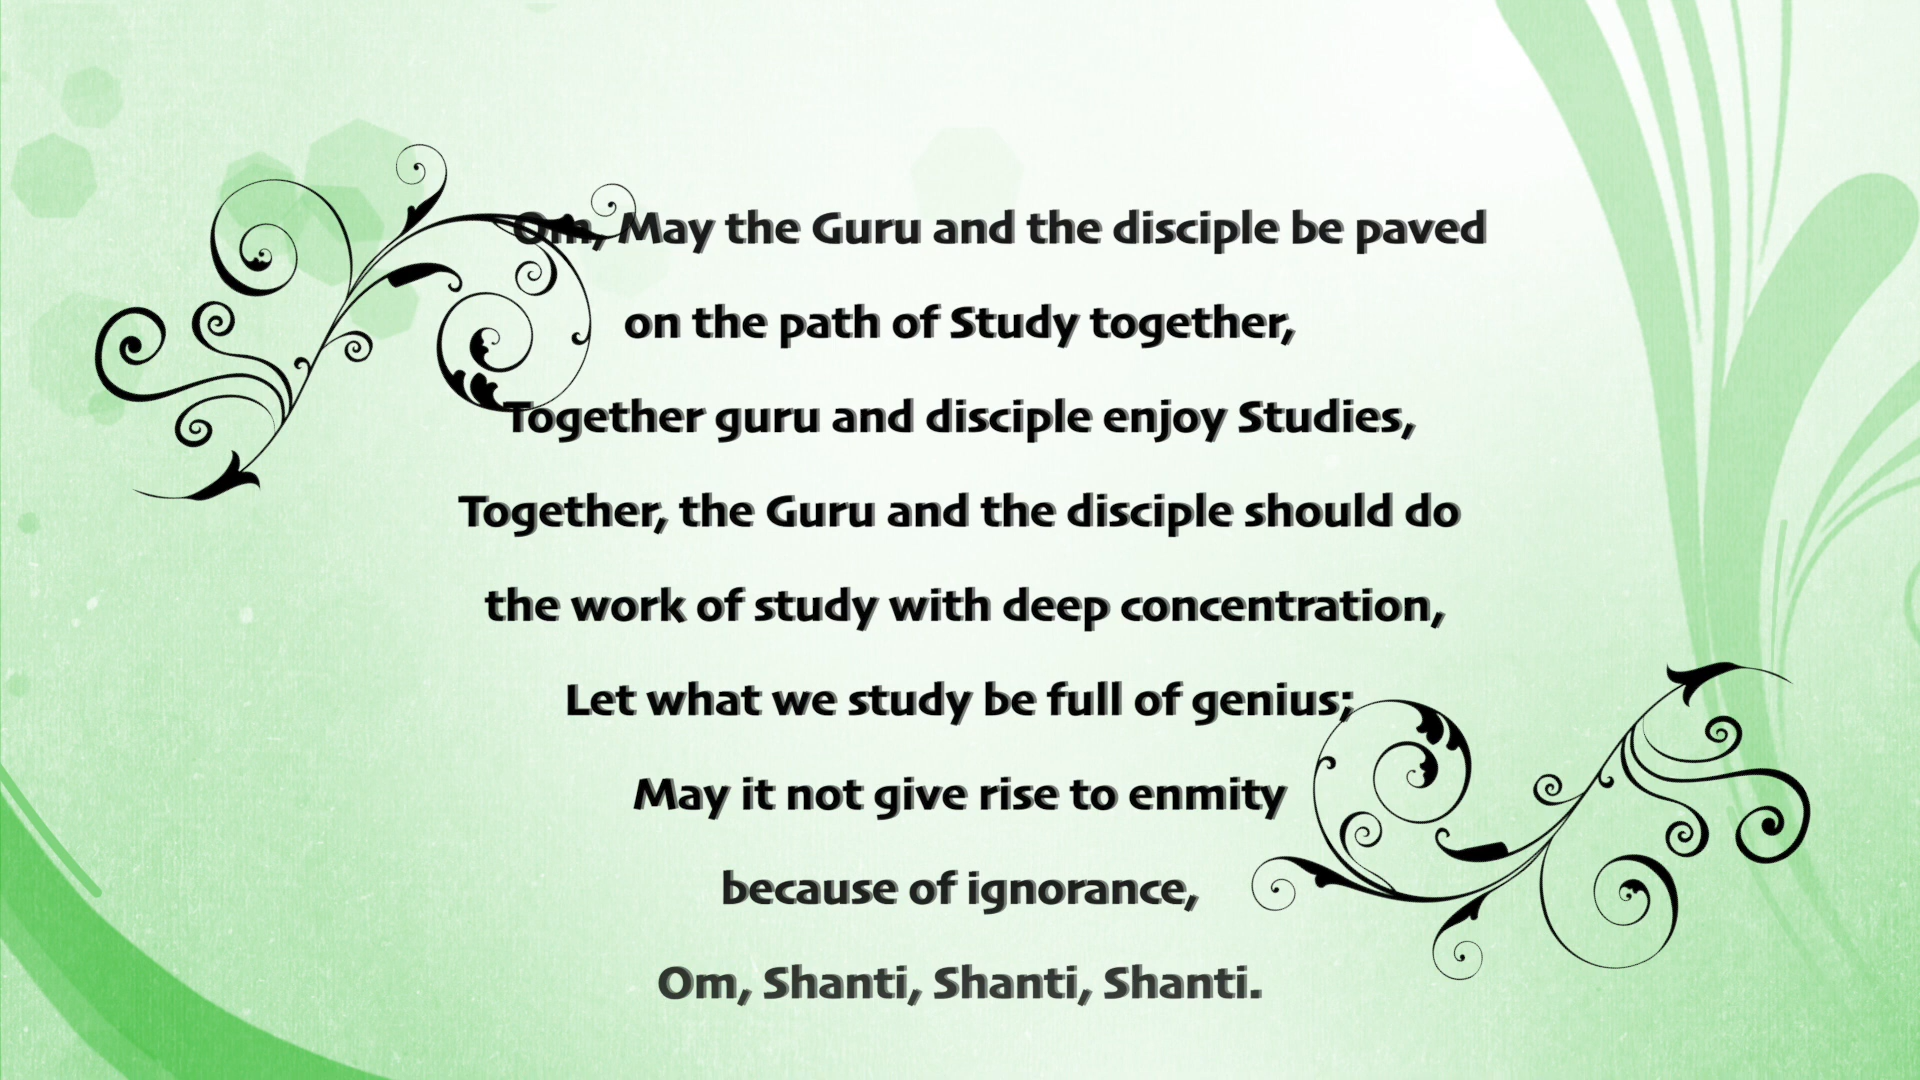 Om, May the Guru and the disciple be paved
on the path of Study together,
Together guru and disciple enjoy Studies,
Together, the Guru and the disciple should do
the work of study with deep concentration,
Let what we study be full of genius;
May it not give rise to enmity
because of ignorance,
Om, Shanti, Shanti, Shanti.